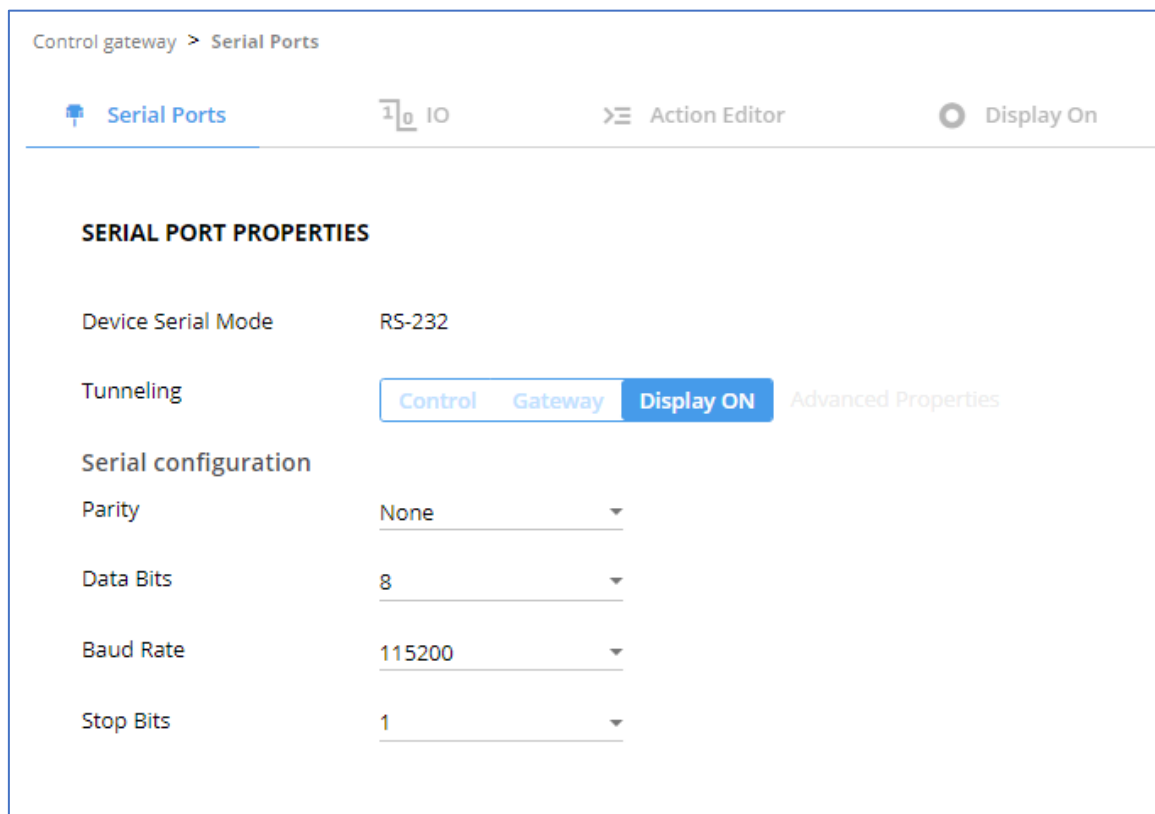 Control gateway > Serial Ports
Serial Ports 1 0 IO Action Editor Display On
SERIAL PORT PROPERTIES
Device Serial Mode RS-232
Tunneling Control Gateway Display ON Advanced Properties
Serial configuration
Parity None
Data Bits 8
Baud Rate 115200
Stop Bits 1